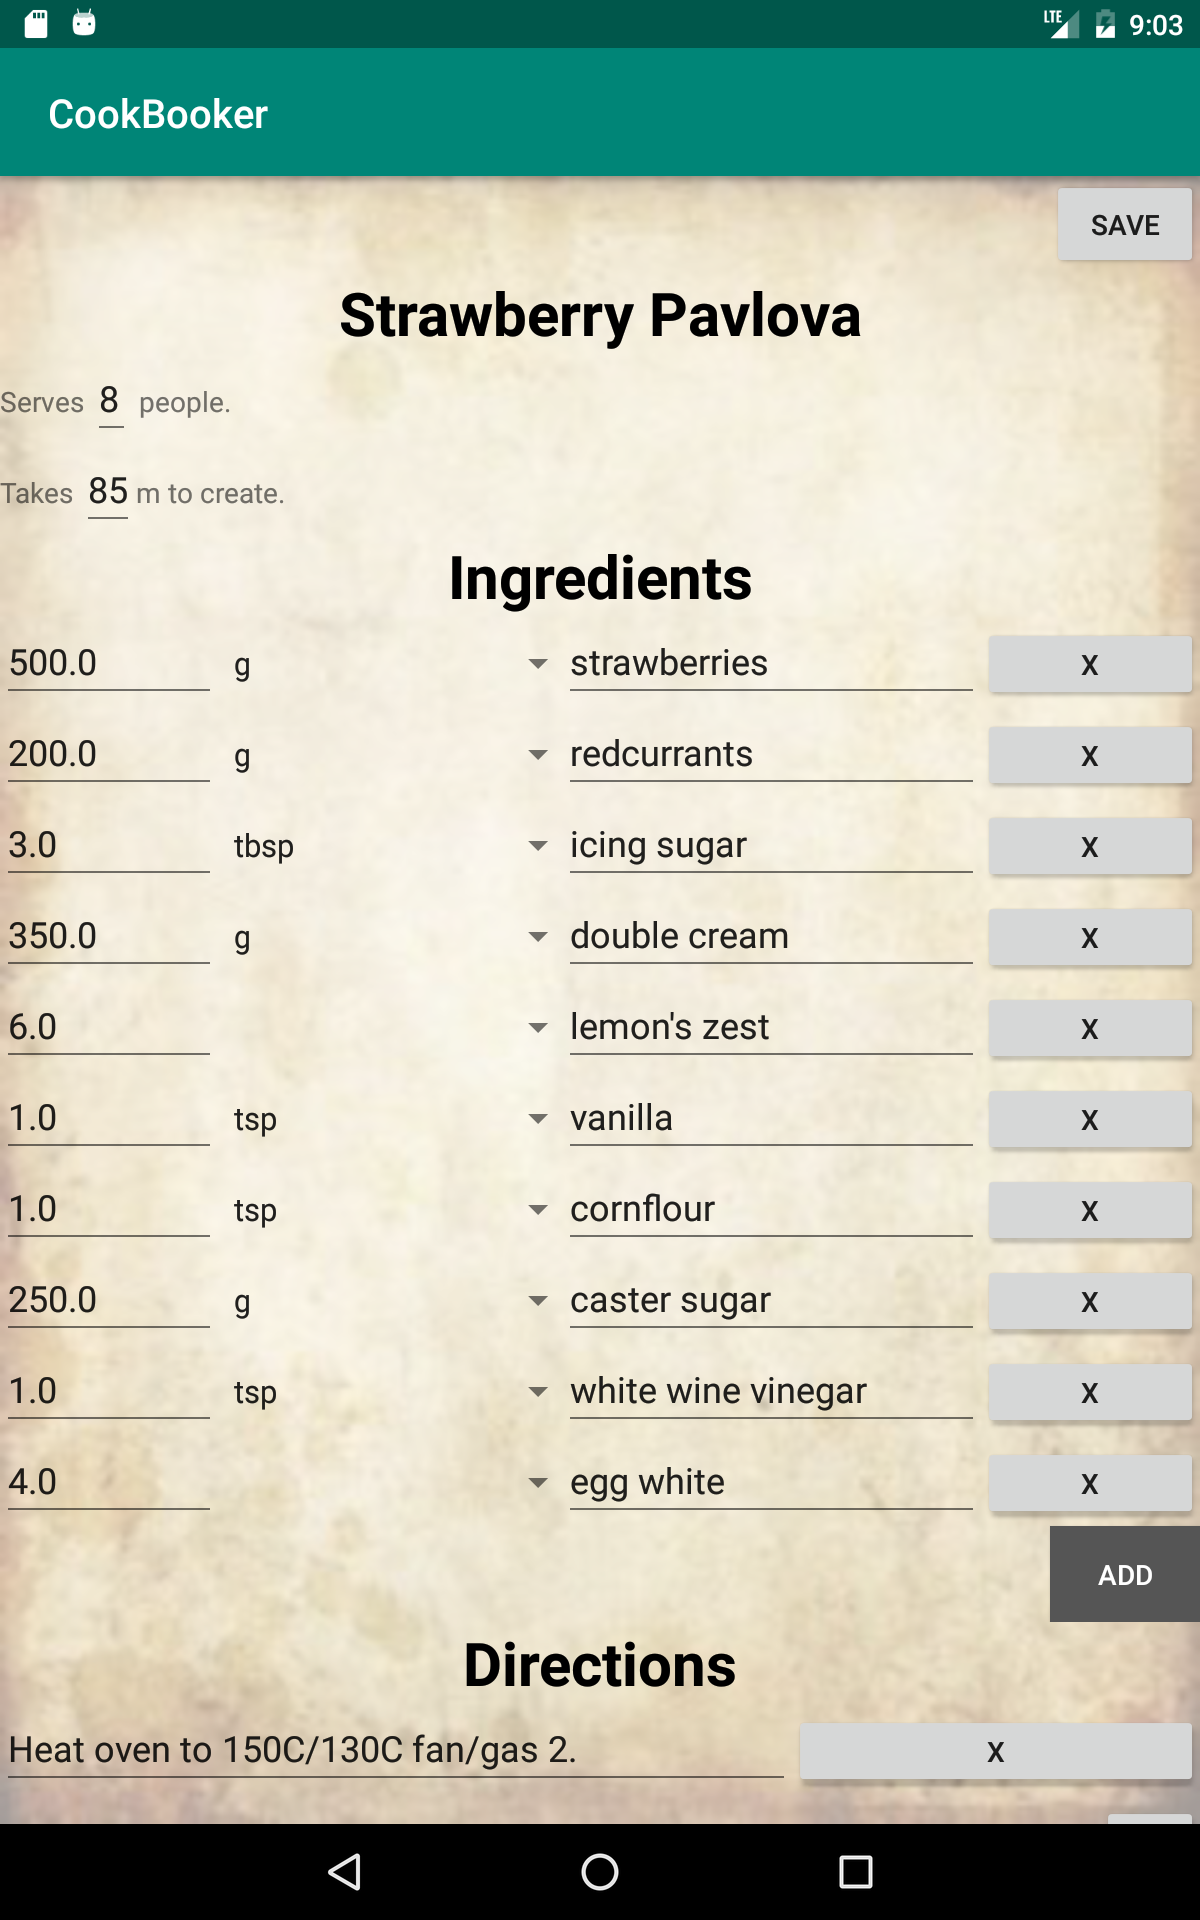 LTE 9:03
CookBooker
SAVE
Strawberry Pavlova
Serves 8 people.
Takes 85 m to create.
Ingredients
500.0 g strawberries X
200.0 g redcurrants X
3.0 tbsp icing sugar X
350.0 g double cream X
6.0 lemon's zest X
1.0 tsp vanilla X
1.0 tsp cornflour X
250.0 g caster sugar X
1.0 tsp white wine vinegar X
4.0 egg white X
ADD
Directions
Heat oven to 150C/130C fan/gas 2. X